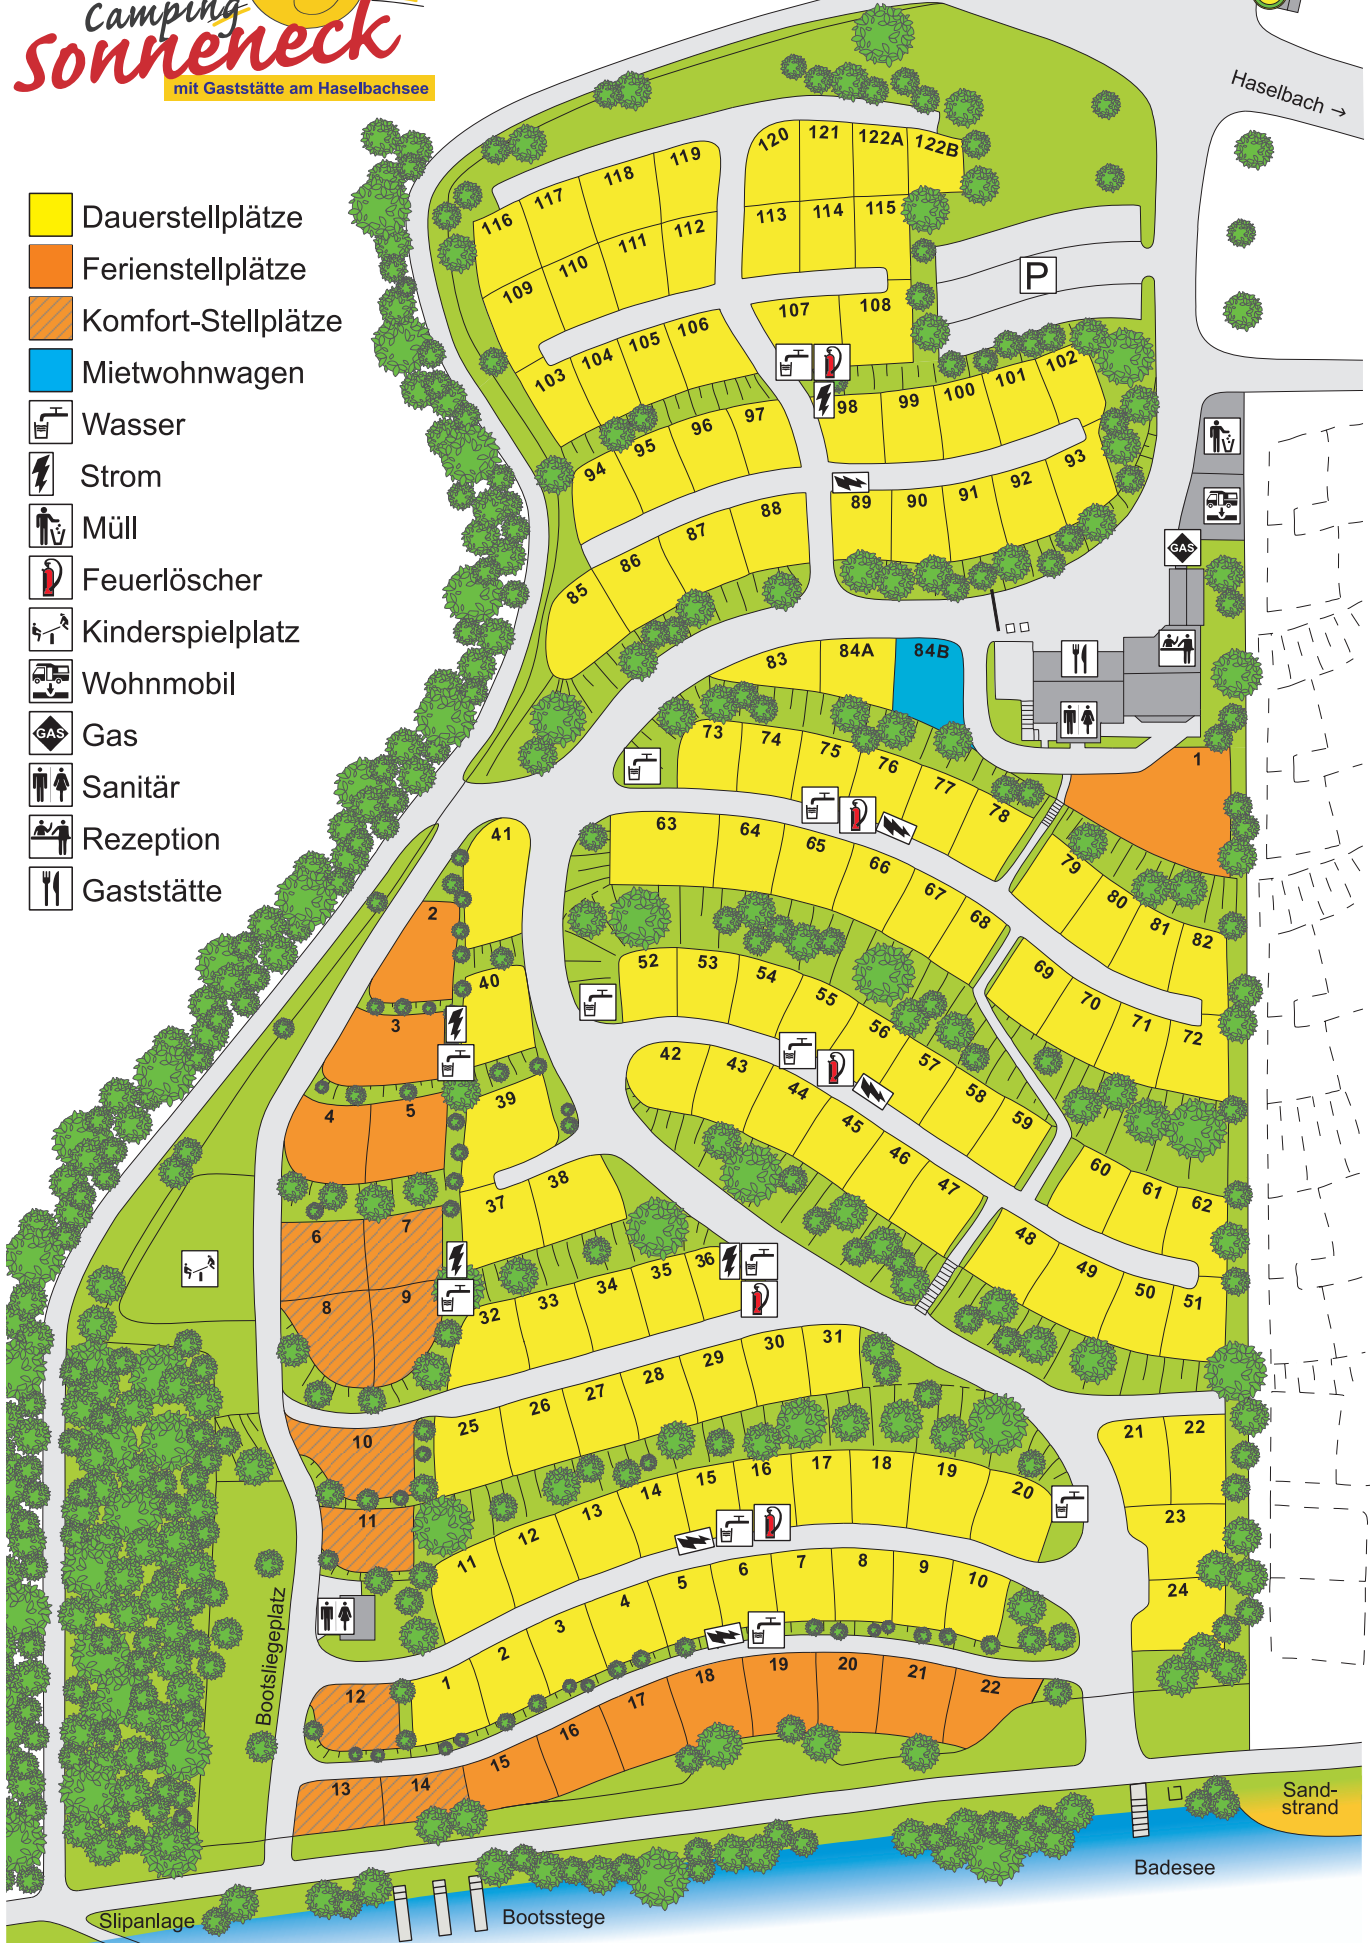 Camping
Sonneneck
mit Gaststätte am Haselbachsee
Haselbach →
Dauerstellplätze
Ferienstellplätze
Komfort-Stellplätze
Mietwohnwagen
Wasser
Strom
Müll
Feuerlöscher
Kinderspielplatz
Wohnmobil
GAS Gas
Sanitär
Rezeption
Gaststätte
116 117 118 119
120 121 122A 122B
109 110 111 112
113 114 115
P
103 104 105 106
107 108
94 95 96 97
98 99 100 101 102
85 86 87 88
89 90 91 92 93
GAS
83 84A 84B
73 74 75 76 77 78
1
63 64 65 66 67 68
79 80 81 82
41
2
40
3
52 53 54 55 56 57 58 59
69 70 71 72
42 43 44 45 46 47
4 5
39
60 61 62
37 38
6 7
8 9
48 49 50 51
32 33 34 35 36
25 26 27 28 29 30 31
10
21 22
23
24
11
11 12 13 14 15 16 17 18 19 20
1 2 3 4 5 6 7 8 9 10
Bootsliegeplatz
12
13 14 15 16 17 18 19 20 21 22
Sand-
strand
Badesee
Slipanlage
Bootsstege